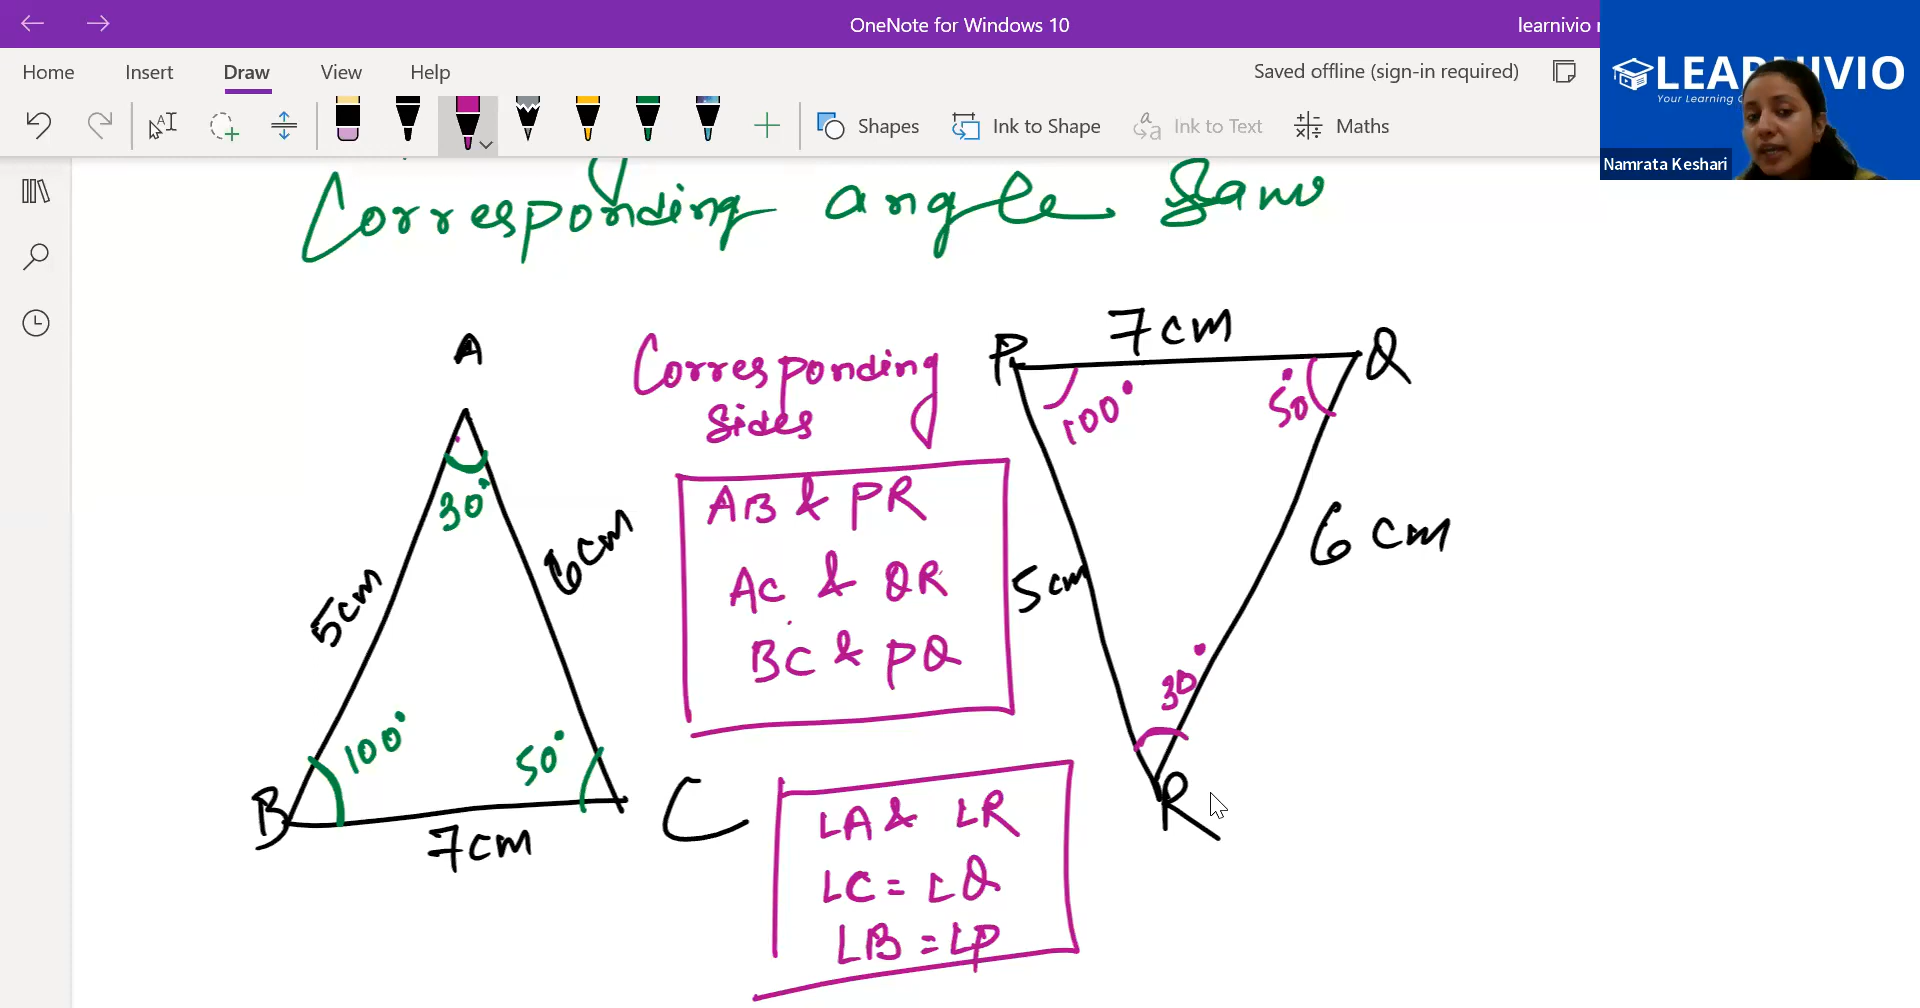 OneNote for Windows 10
learnivio
Home Insert Draw View Help
Saved offline (sign-in required)
Shapes Ink to Shape Ink to Text Maths
LEARNIVIO
Your Learning
Namrata Keshari
Corresponding angle Same
A
Corresponding
sides
P 7cm Q
100° 50°
30°
5cm
6cm
AB & PR
AC & QR
BC & PQ
5cm
6 cm
30°
100°
50°
B 7cm C
R
∠A & ∠R
∠C = ∠Q
∠B = ∠P